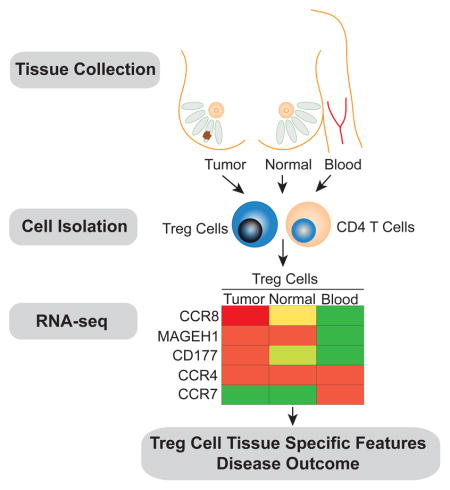 Tissue Collection
Tumor Normal Blood
Cell Isolation
Treg Cells
CD4 T Cells
RNA-seq
Treg Cells
Tumor Normal Blood
CCR8
MAGEH1
CD177
CCR4
CCR7
Treg Cell Tissue Specific Features
Disease Outcome